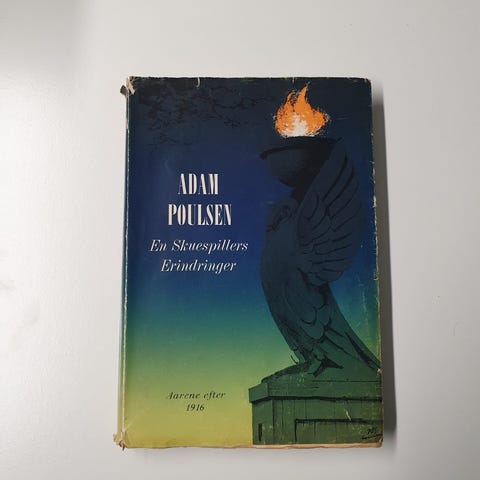 ADAM
POULSEN
En Skuespillers
Erindringer
Aarene efter
1916